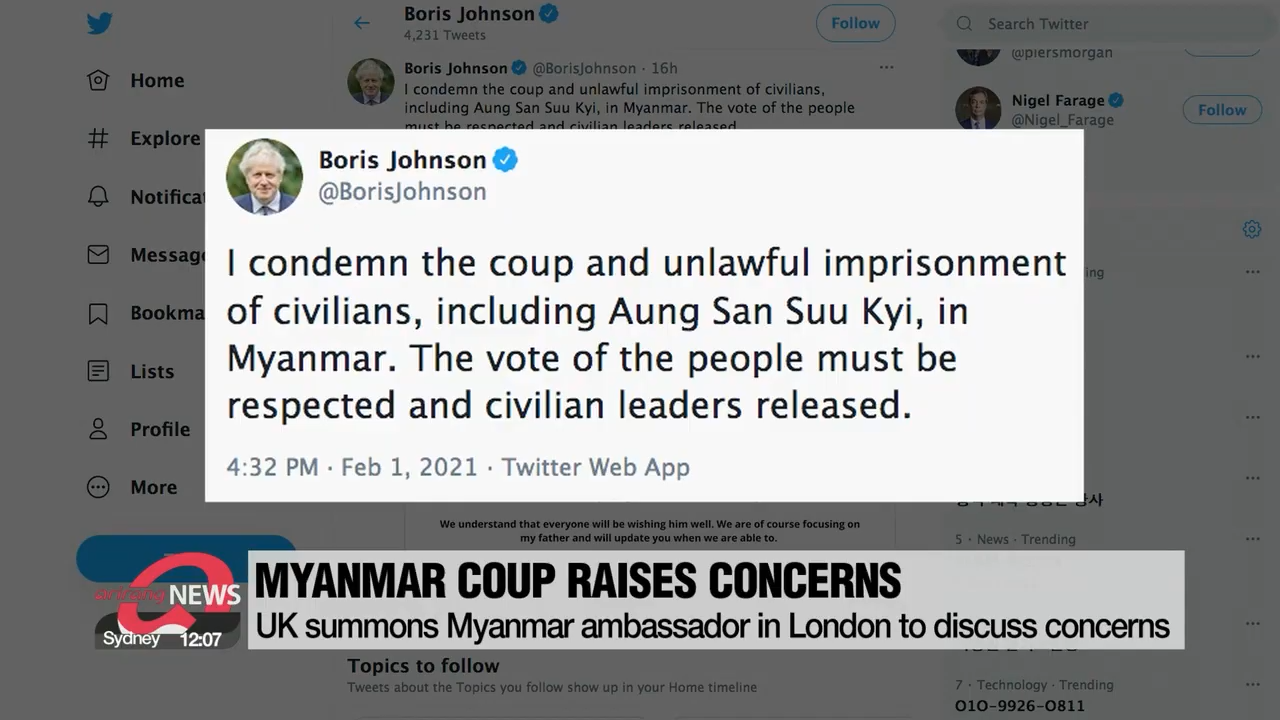 Boris Johnson
4,231 Tweets
Follow
Search Twitter
@piersmorgan
Home
Boris Johnson @BorisJohnson · 16h
I condemn the coup and unlawful imprisonment of civilians,
including Aung San Suu Kyi, in Myanmar. The vote of the people
must be respected and civilian leaders released.
Nigel Farage
@Nigel_Farage
Follow
Explore
Notificat
Message
Bookma
Lists
Profile
More
Boris Johnson
@BorisJohnson
I condemn the coup and unlawful imprisonment
of civilians, including Aung San Suu Kyi, in
Myanmar. The vote of the people must be
respected and civilian leaders released.
4:32 PM · Feb 1, 2021 · Twitter Web App
ing
We understand that everyone will be wishing him well. We are of course focusing on
my father and will update you when we are able to.
5 · News · Trending
arirang NEWS
Sydney 12:07
MYANMAR COUP RAISES CONCERNS
UK summons Myanmar ambassador in London to discuss concerns
Topics to follow
Tweets about the Topics you follow show up in your Home timeline
7 · Technology · Trending
O1O-9926-O811